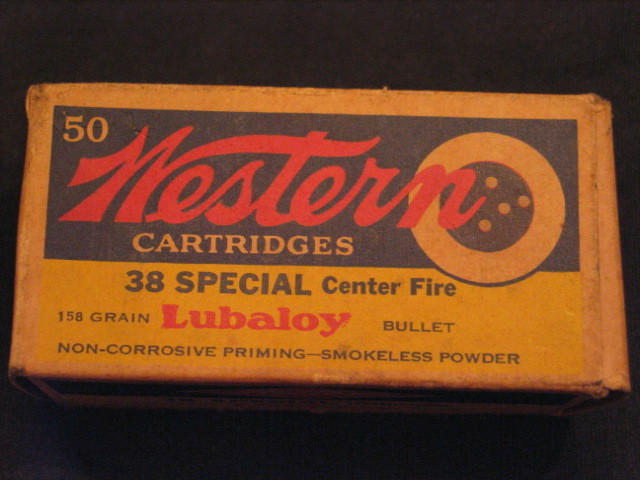 50
Western
CARTRIDGES
38 SPECIAL Center Fire
158 GRAIN Lubaloy BULLET
NON-CORROSIVE PRIMING—SMOKELESS POWDER